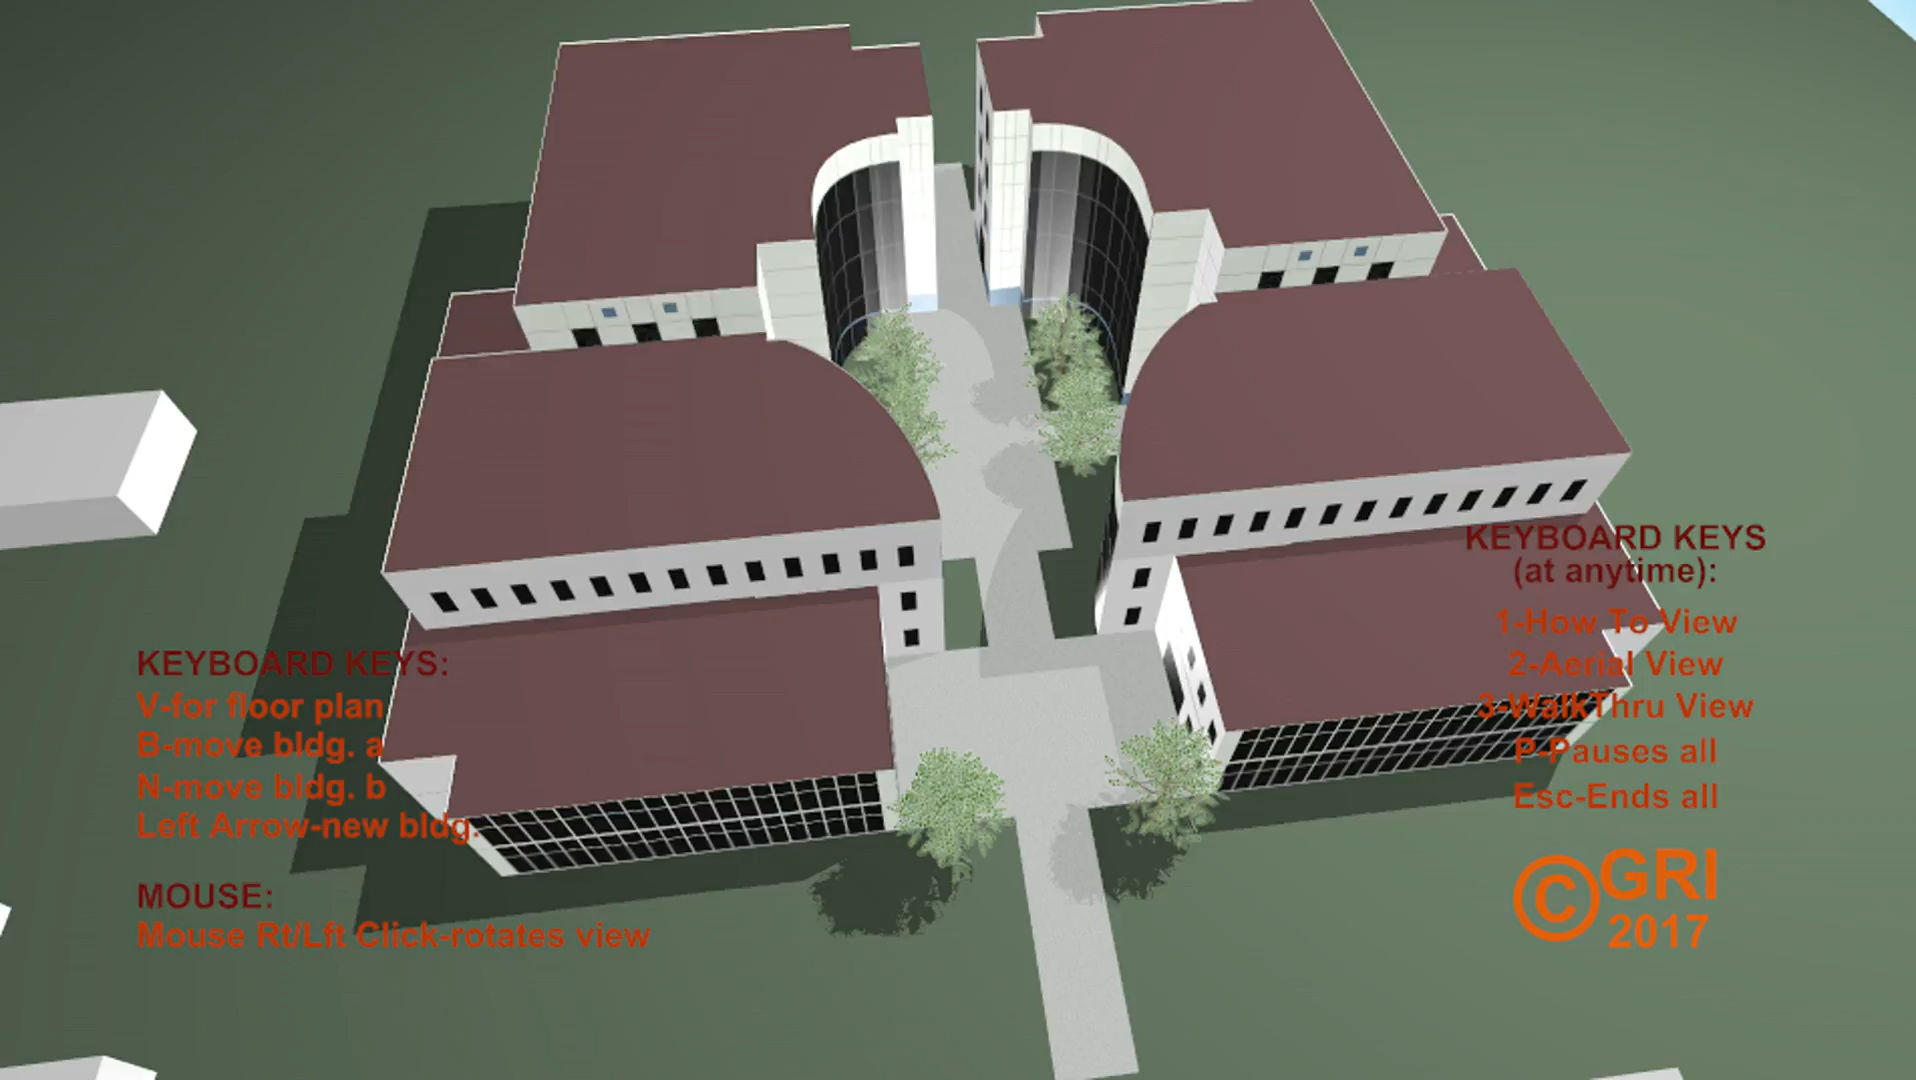 KEYBOARD KEYS:
V-for floor plan
B-move bldg. a
N-move bldg. b
Left Arrow-new bldg.
MOUSE:
Mouse Rt/Lft Click-rotates view
KEYBOARD KEYS
(at anytime):
1-How To View
2-Aerial View
3-WalkThru View
P-Pauses all
Esc-Ends all
©GRI
2017